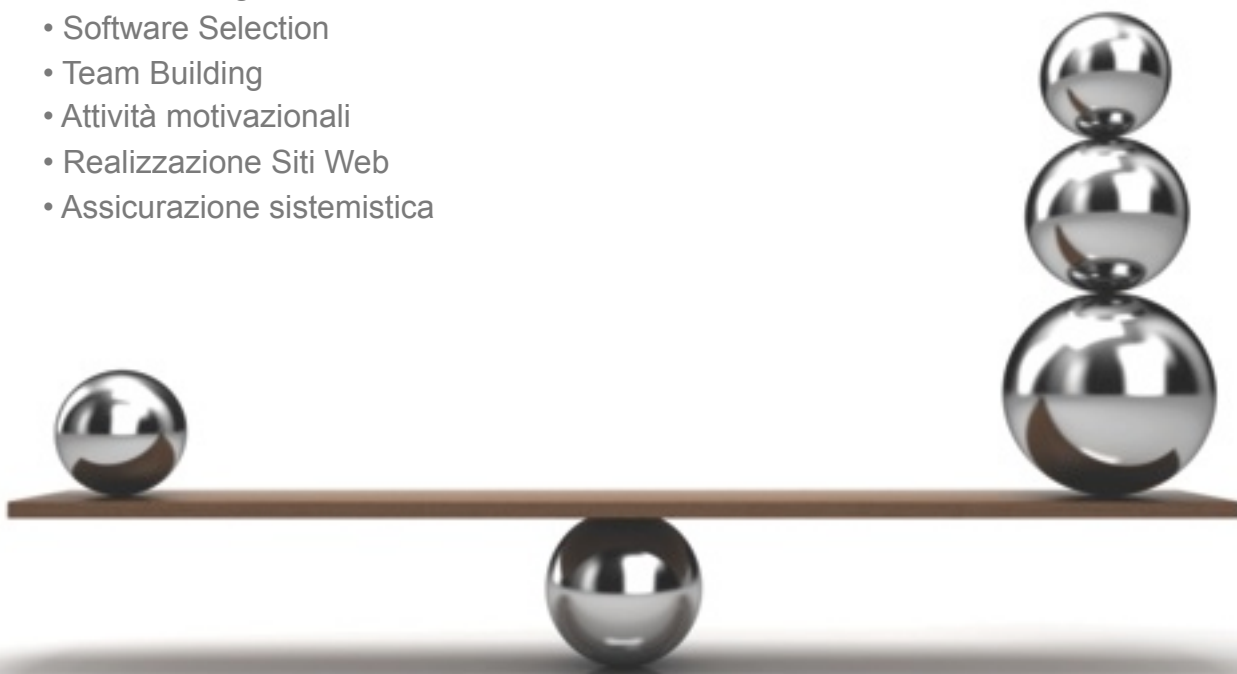 • Software Selection
• Team Building
• Attività motivazionali
• Realizzazione Siti Web
• Assicurazione sistemistica